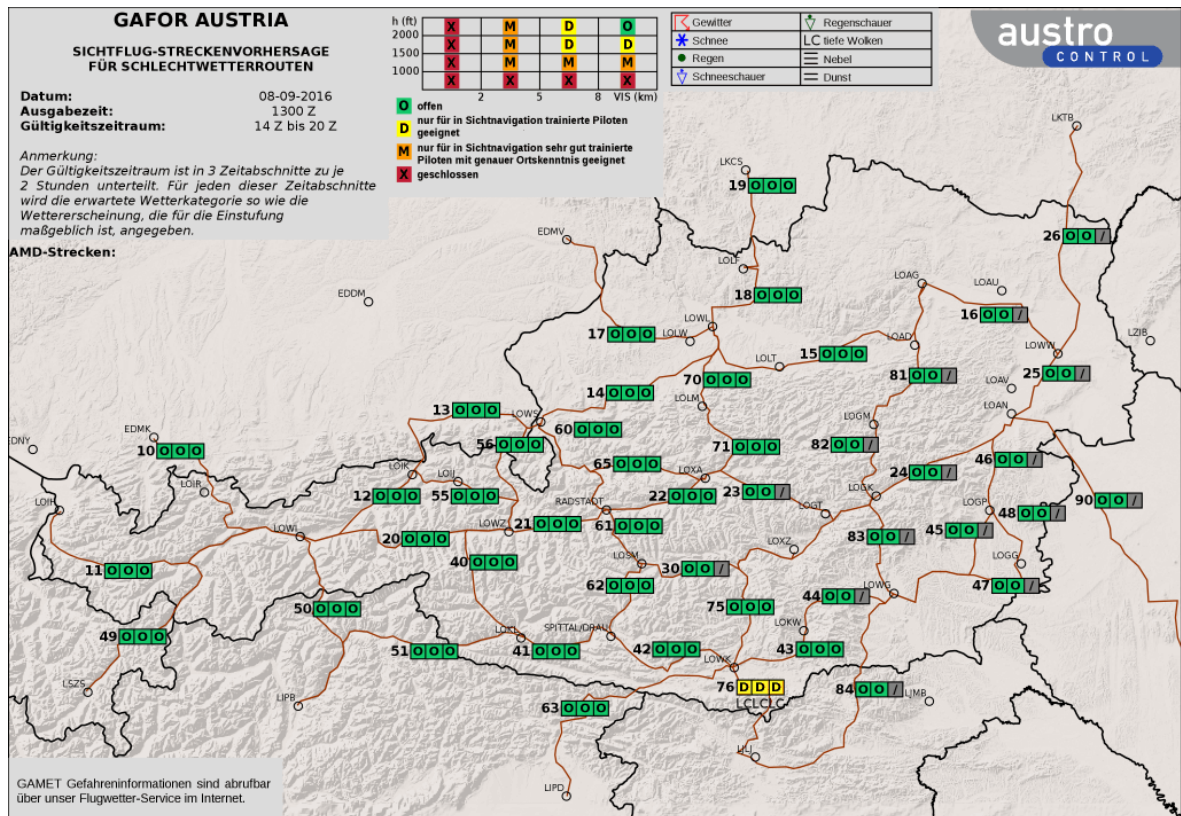 GAFOR AUSTRIA
SICHTFLUG-STRECKENVORHERSAGE
FÜR SCHLECHTWETTERROUTEN
Datum: 08-09-2016
Ausgabezeit: 1300 Z
Gültigkeitszeitraum: 14 Z bis 20 Z
Anmerkung:
Der Gültigkeitszeitraum ist in 3 Zeitabschnitte zu je
2 Stunden unterteilt. Für jeden dieser Zeitabschnitte
wird die erwartete Wetterkategorie so wie die
Wettererscheinung, die für die Einstufung
maßgeblich ist, angegeben.
AMD-Strecken:
h (ft)
X M D O
2000
X M D D
1500
X M M M
1000
X X X X
2 5 8 VIS (km)
O offen
D nur für in Sichtnavigation trainierte Piloten
geeignet
M nur für in Sichtnavigation sehr gut trainierte
Piloten mit genauer Ortskenntnis geeignet
X geschlossen
Gewitter Regenschauer
Schnee LC tiefe Wolken
Regen Nebel
Schneeschauer Dunst
austro
CONTROL
LKTB
LKCS
19 O O O
EDMV
26 O O /
LOLF
LOAG
LOAU
EDDM
18 O O O
16 O O /
17 O O O
LOLW
LOWL
LOAD
LZIB
15 O O O
LOWW
LOLT
81 O O /
25 O O /
70 O O O
LOAV
14 O O O
LOLM
13 O O O
LOWS
LOGM
LOAN
EDMK
60 O O O
EDNY
10 O O O
56 O O O
71 O O O
82 O O /
46 O O /
65 O O O
LOIK
LOIJ
LOXA
24 O O /
LOIR
12 O O O
55 O O O
22 O O O
23 O O /
LOGK
90 O O /
LOIH
RADSTADT
LOGT
LOGP
48 O O /
21 O O O
61 O O O
45 O O /
LOWI
20 O O O
LOWZ
83 O O /
LOXZ
40 O O O
LOSM
30 O O /
LOGG
11 O O O
62 O O O
47 O O /
44 O O /
LOWG
50 O O O
75 O O O
49 O O O
LOKL
SPITTAL/DRAU
LOKW
51 O O O
41 O O O
42 O O O
43 O O O
LOWK
LSZS
76 D D D
LCLCLC
84 O O /
LJMB
LIPB
63 O O O
LJLJ
LIPD
GAMET Gefahreninformationen sind abrufbar
über unser Flugwetter-Service im Internet.